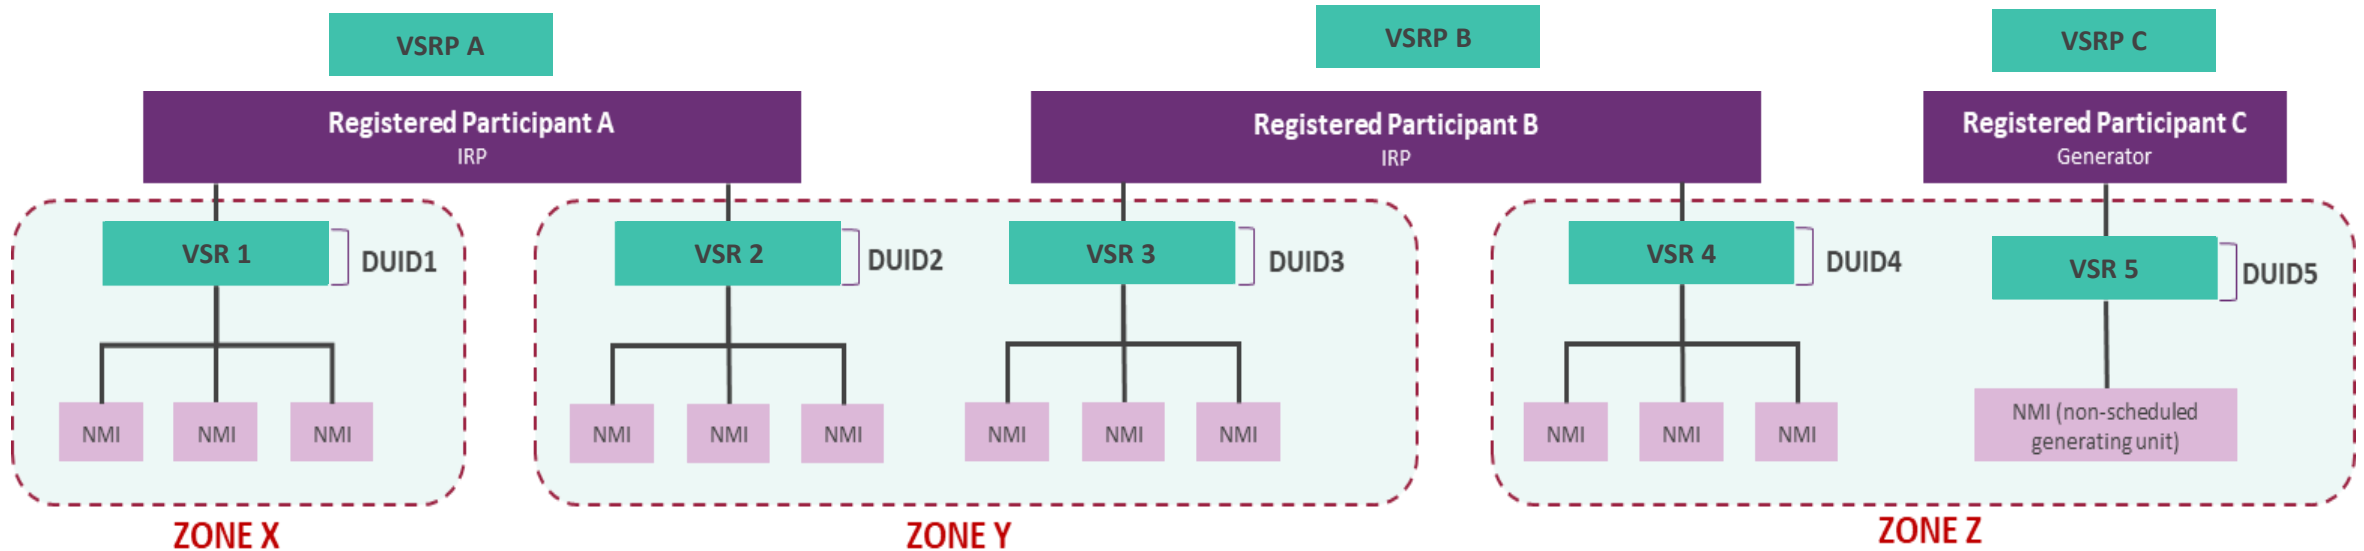 VSRP A
VSRP B
VSRP C
Registered Participant A
IRP
Registered Participant B
IRP
Registered Participant C
Generator
VSR 1
DUID1
VSR 2
DUID2
VSR 3
DUID3
VSR 4
DUID4
VSR 5
DUID5
NMI
NMI
NMI
NMI
NMI
NMI
NMI
NMI
NMI
NMI
NMI
NMI
NMI (non-scheduled
generating unit)
ZONE X
ZONE Y
ZONE Z